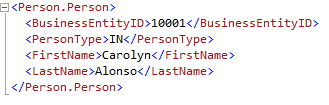 <Person.Person>
<BusinessEntityID>10001</BusinessEntityID>
<PersonType>IN</PersonType>
<FirstName>Carolyn</FirstName>
<LastName>Alonso</LastName>
</Person.Person>